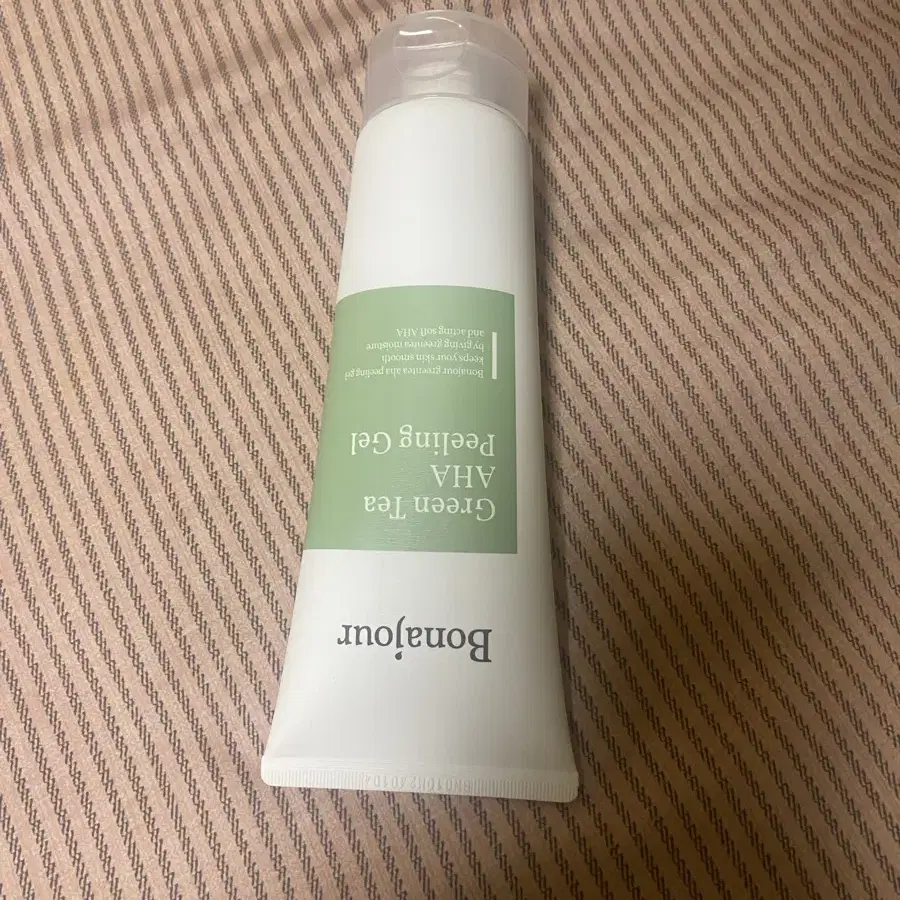 Bonajour
Green Tea
AHA
Peeling Gel
Bonajour greentea aha peeling gel
keeps your skin smooth
by giving greentea moisture
and acting soft AHA